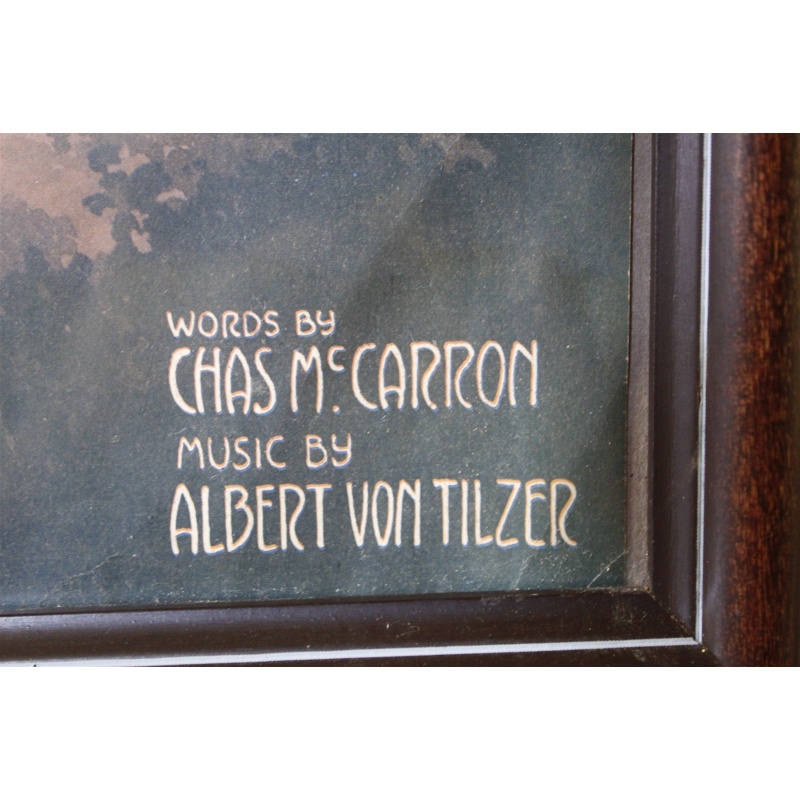 WORDS BY
CHAS Mc.CARRON
MUSIC BY
ALBERT VON TILZER